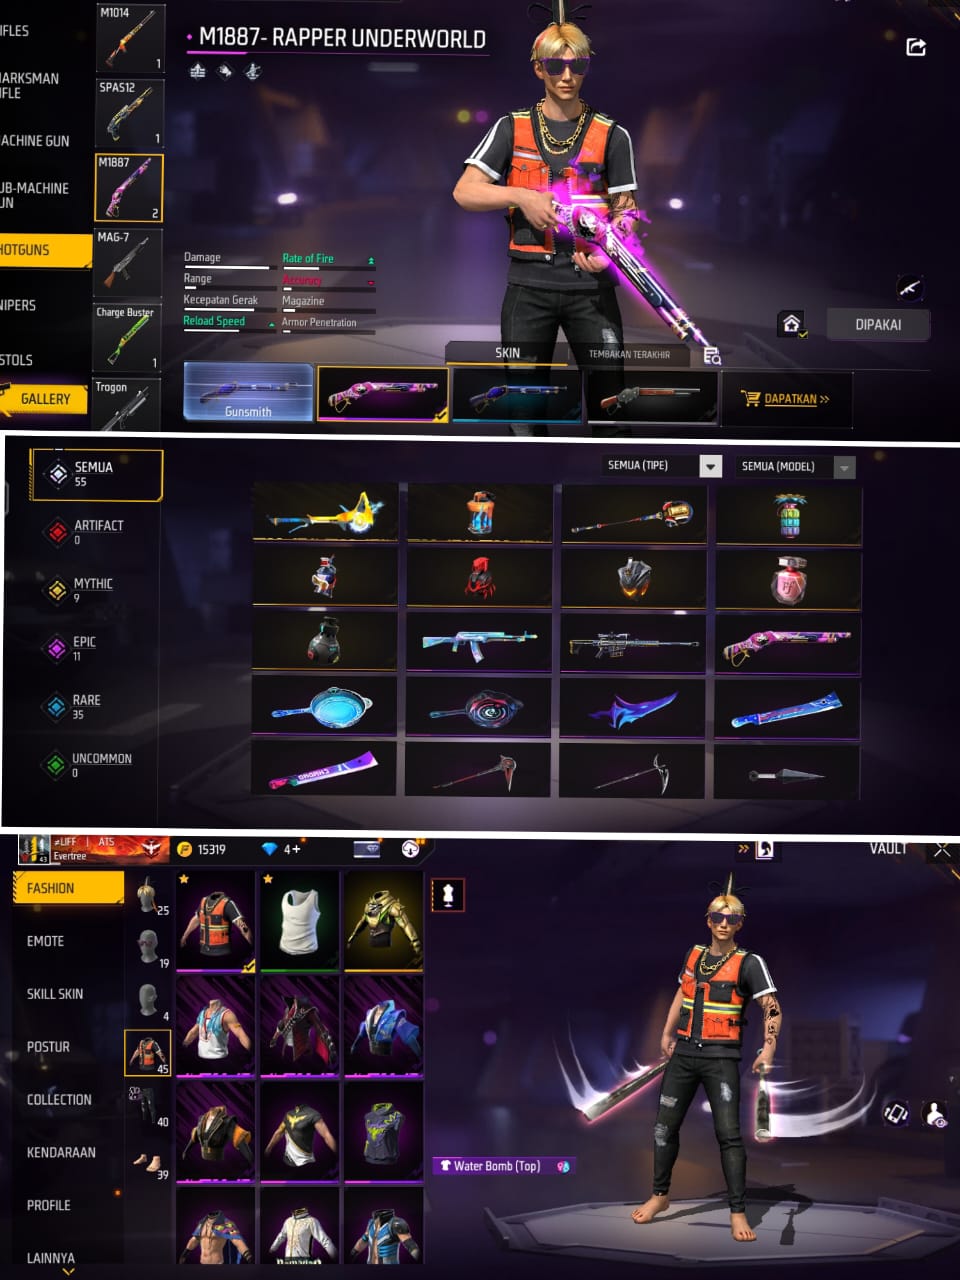 M1014
1
IFLES
M1887- RAPPER UNDERWORLD
ARKSMAN
IFLE
SPAS12
1
ACHINE GUN
M1887
2
UB-MACHINE
UN
MAG-7
HOTGUNS
Damage
Rate of Fire
Range
Accuracy
Kecepatan Gerak
Magazine
Reload Speed
Armor Penetration
NIPERS
Charge Buster
1
DIPAKAI
STOLS
SKIN
TEMBAKAN TERAKHIR
Trogon
GALLERY
Gunsmith
DAPATKAN >>
SEMUA
55
SEMUA (TIPE)
SEMUA (MODEL)
ARTIFACT
0
MYTHIC
9
EPIC
11
RARE
35
UNCOMMON
0
≠LIFF | ATS
Evertree
43
15319
4+
VAULT
FASHION
25
EMOTE
19
SKILL SKIN
4
POSTUR
45
COLLECTION
40
KENDARAAN
39
Water Bomb (Top)
PROFILE
LAINNYA